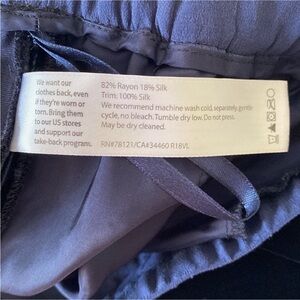 We want our
clothes back, even
if they're worn or
torn. Bring them
to our US stores
and support our
take-back program.
82% Rayon 18% Silk
Trim: 100% Silk
We recommend machine wash cold, separately, gentle
cycle, no bleach. Tumble dry low. Do not press.
May be dry cleaned.
RN#78121/CA#34460 R18VL